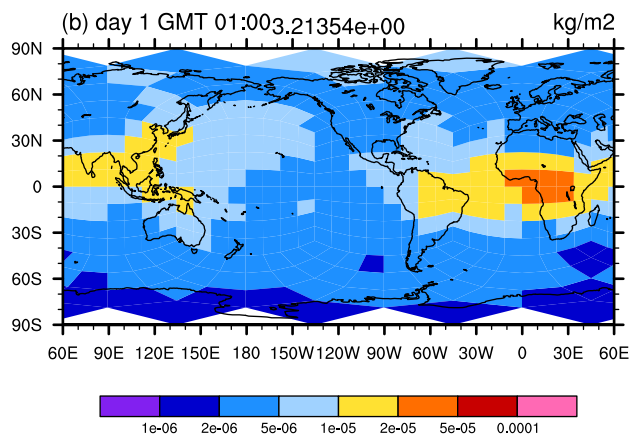 (b) day 1 GMT 01:00 3.21354e+00 kg/m2
90N
60N
30N
0
30S
60S
90S
60E 90E 120E 150E 180 150W 120W 90W 60W 30W 0 30E 60E
1e-06 2e-06 5e-06 1e-05 2e-05 5e-05 0.0001